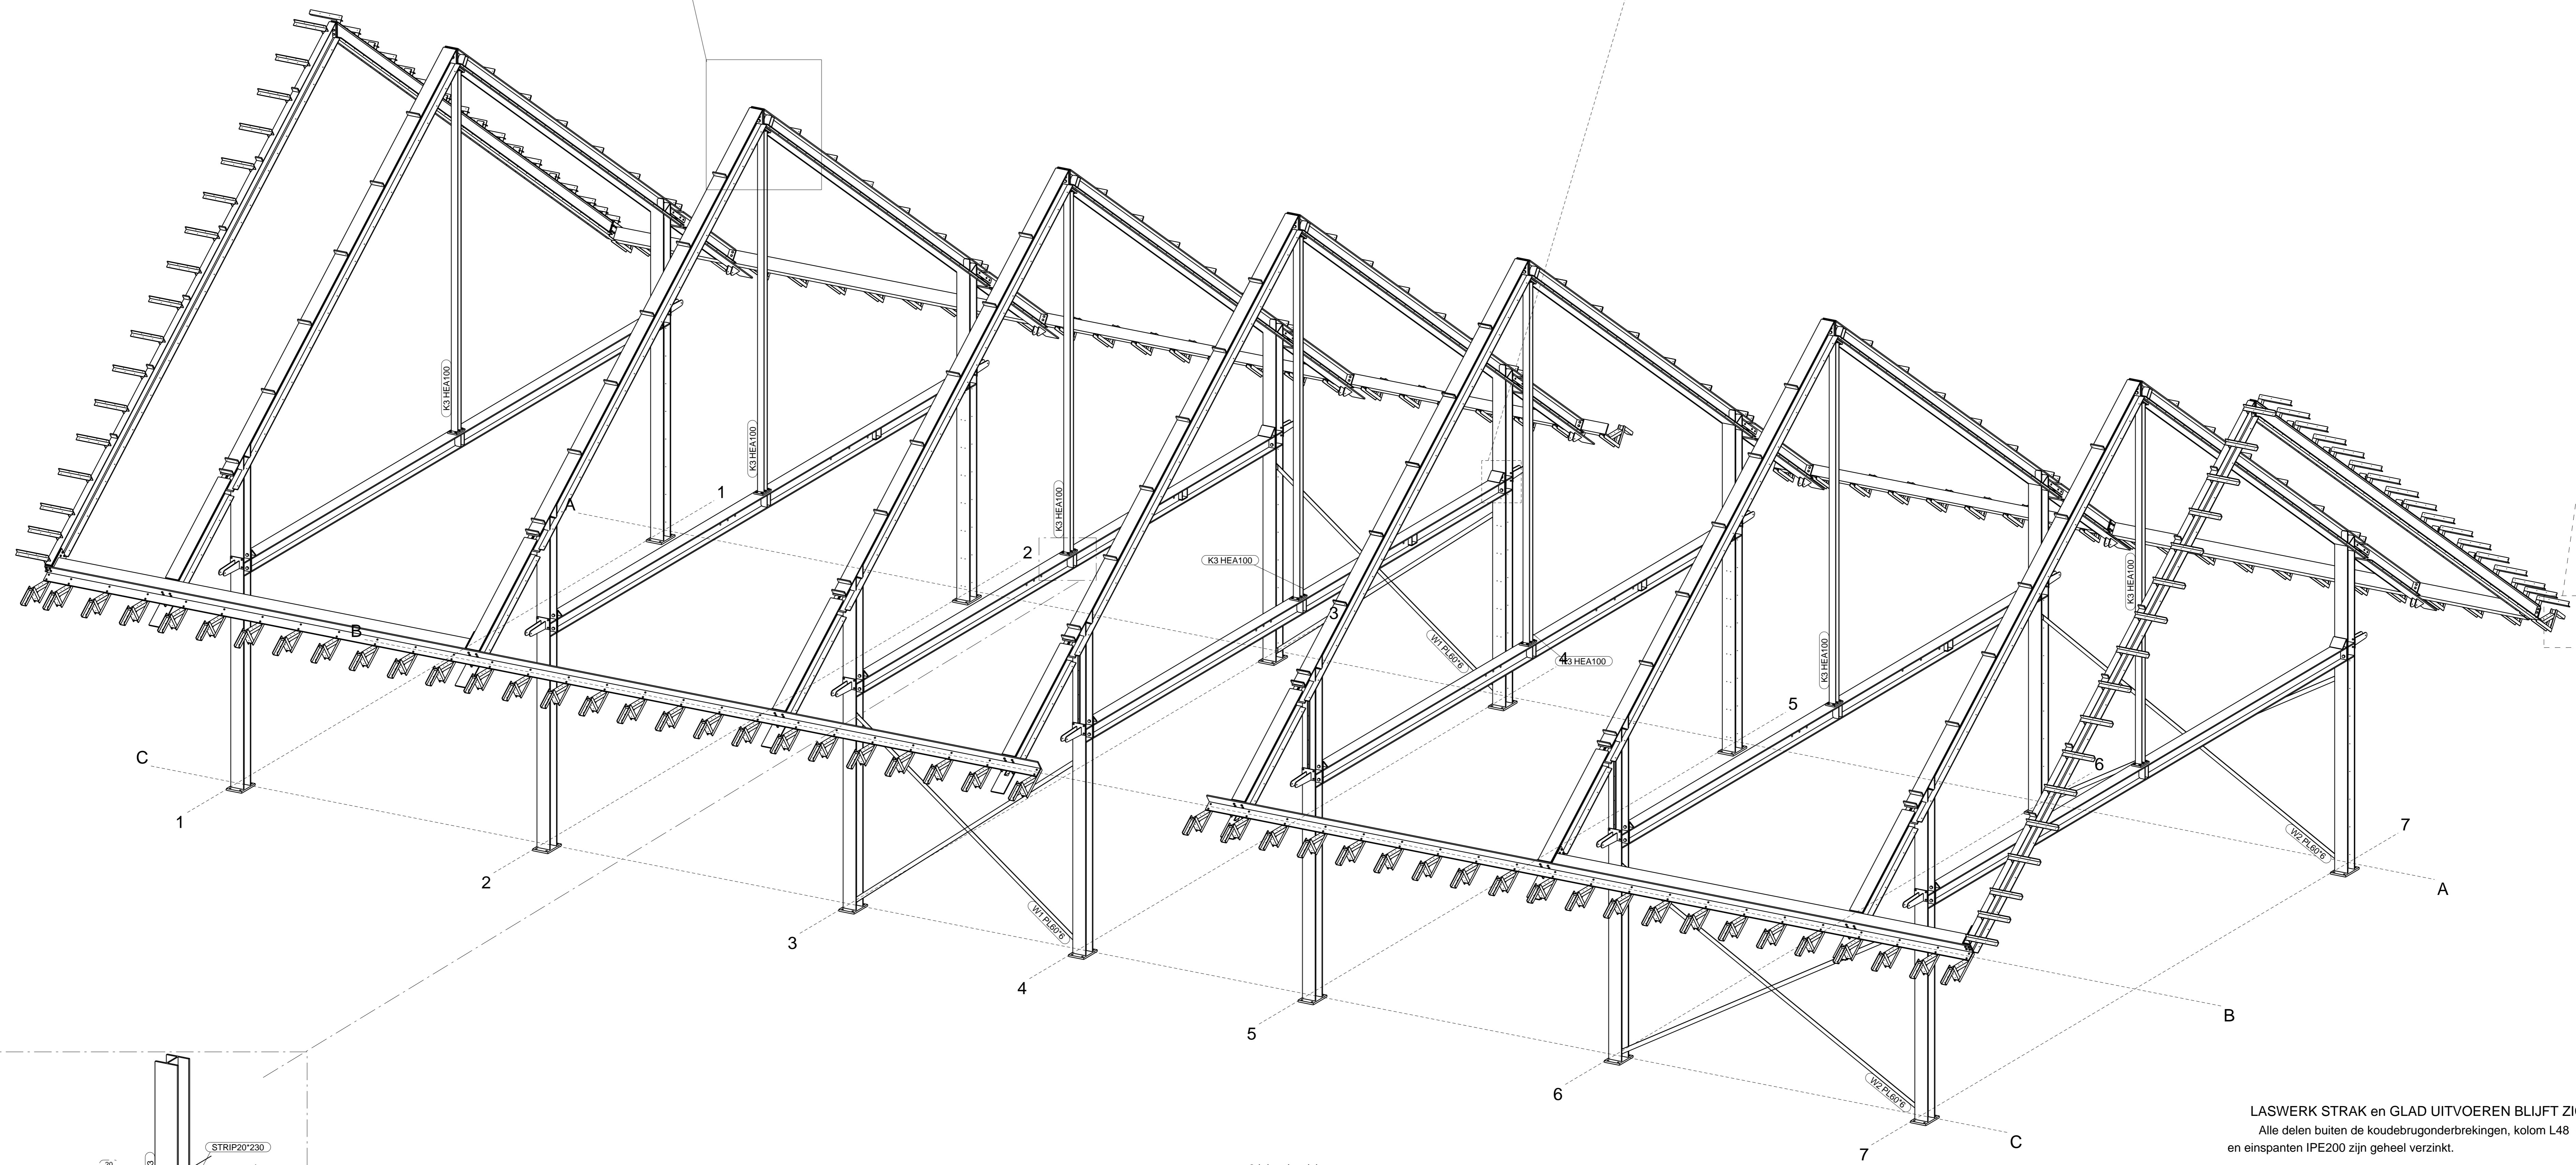 K3 HEA100
K3 HEA100
K3 HEA100
K3 HEA100
K3 HEA100
K3 HEA100
K3 HEA100
W1 PL60*6
W1 PL60*6
W2 PL60*6
W2 PL60*6
1
A
2
3
4
5
6
7
A
B
C
B
C
1
2
3
4
5
6
7
STRIP20*230
LASWERK STRAK en GLAD UITVOEREN BLIJFT
Alle delen buiten de koudebrugonderbrekingen, kolom L48
en einspanten IPE200 zijn geheel verzinkt.